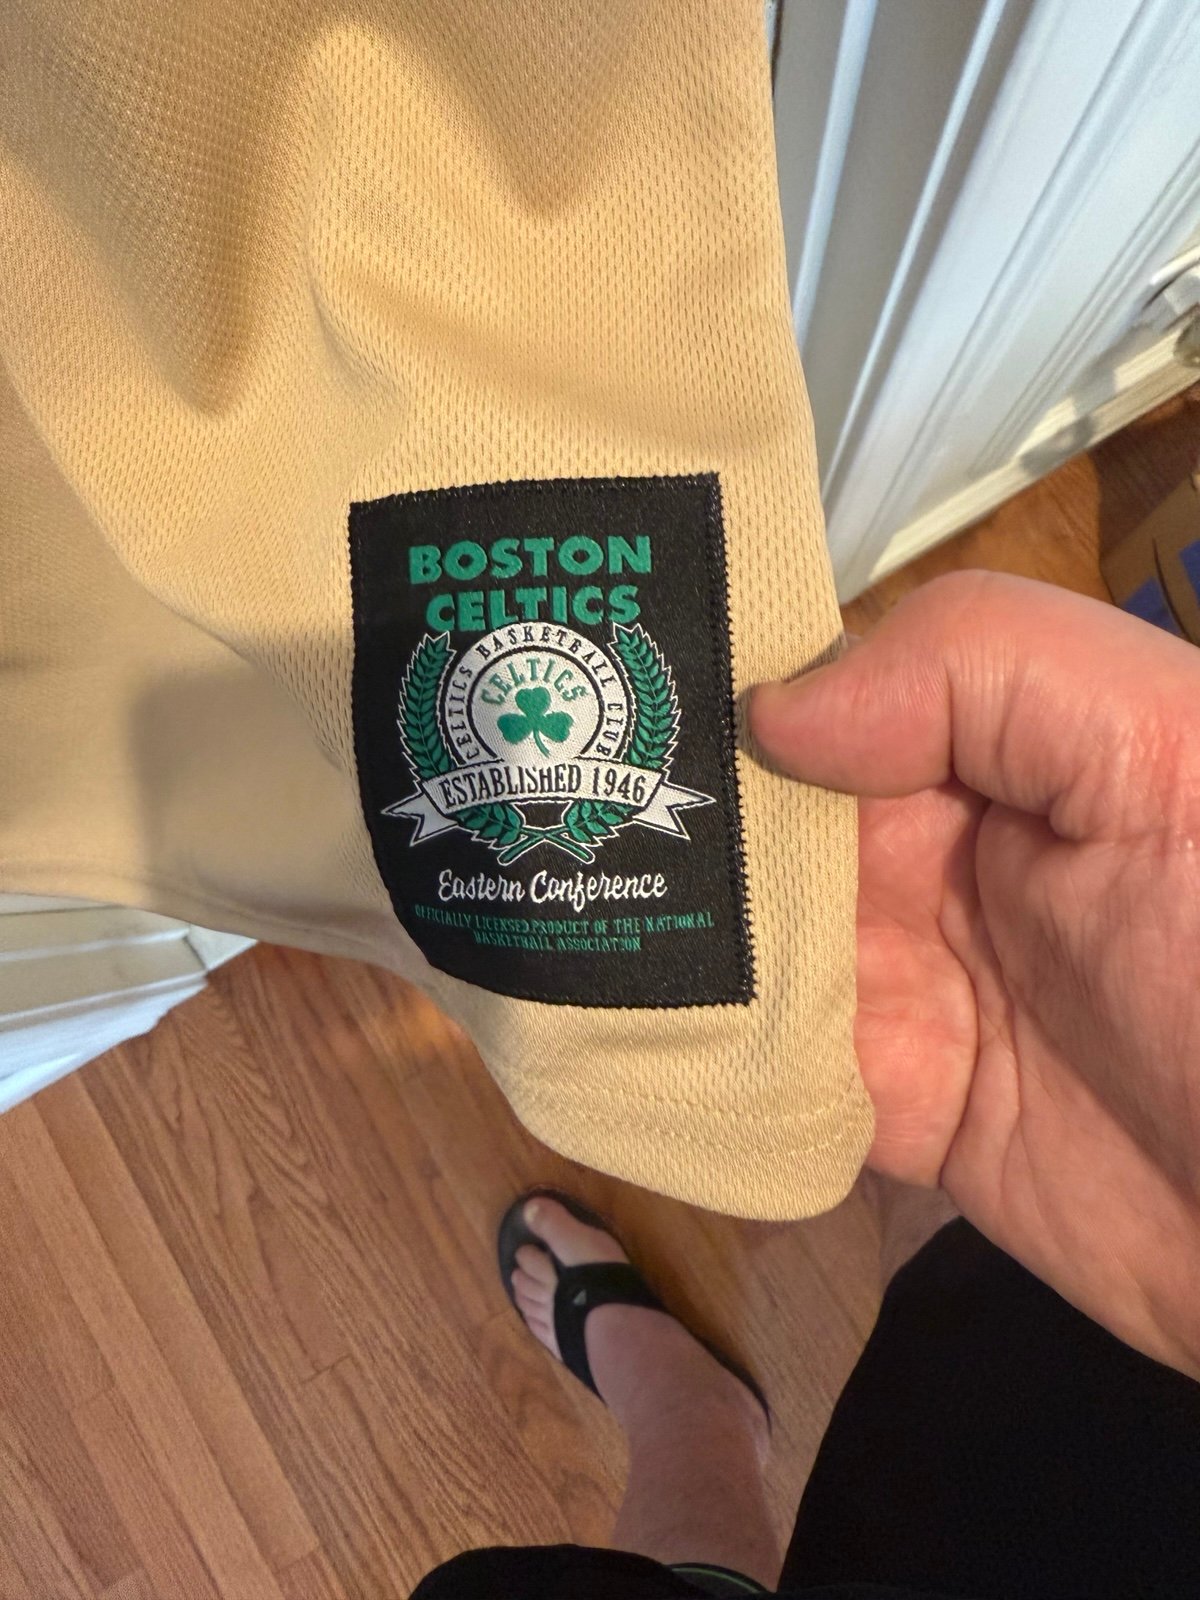 BOSTON
CELTICS
CELTICS BASKETBALL CLUB
CELTICS
ESTABLISHED 1946
Eastern Conference
OFFICIALLY LICENSED PRODUCT OF THE NATIONAL
BASKETBALL ASSOCIATION